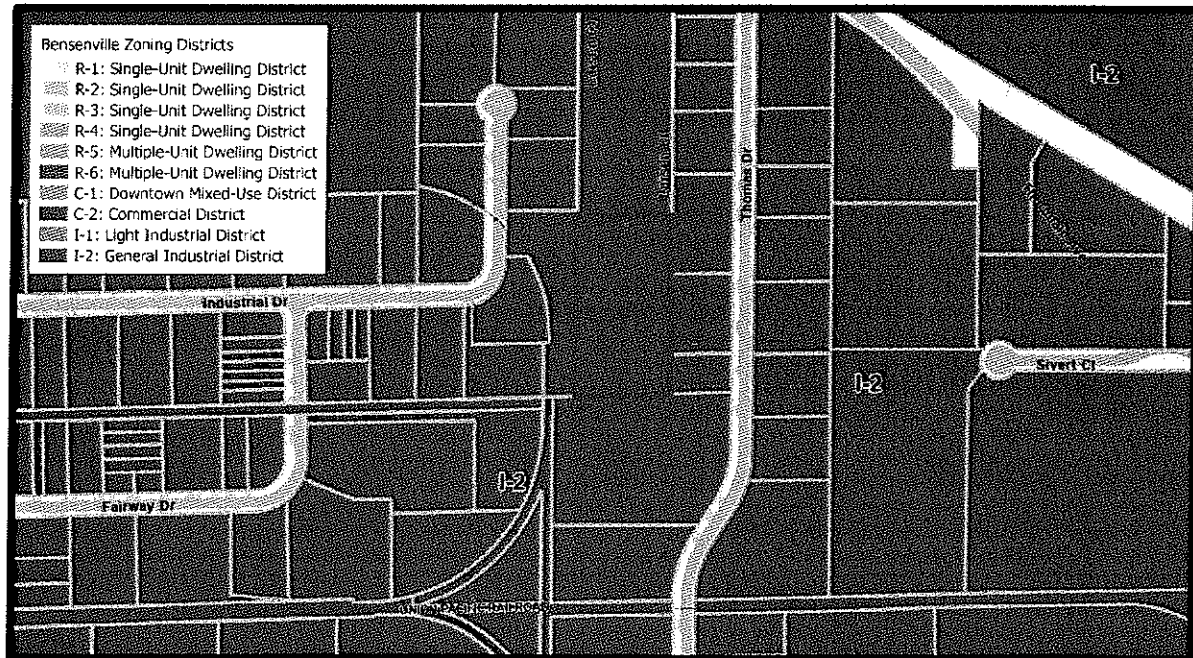 Bensenville Zoning Districts
R-1: Single-Unit Dwelling District
R-2: Single-Unit Dwelling District
R-3: Single-Unit Dwelling District
R-4: Single-Unit Dwelling District
R-5: Multiple-Unit Dwelling District
R-6: Multiple-Unit Dwelling District
C-1: Downtown Mixed-Use District
C-2: Commercial District
I-1: Light Industrial District
I-2: General Industrial District
I-2
Thomas Dr
Industrial Dr
Sivert Ct
I-2
I-2
Fairway Dr
UNION PACIFIC RAILROAD